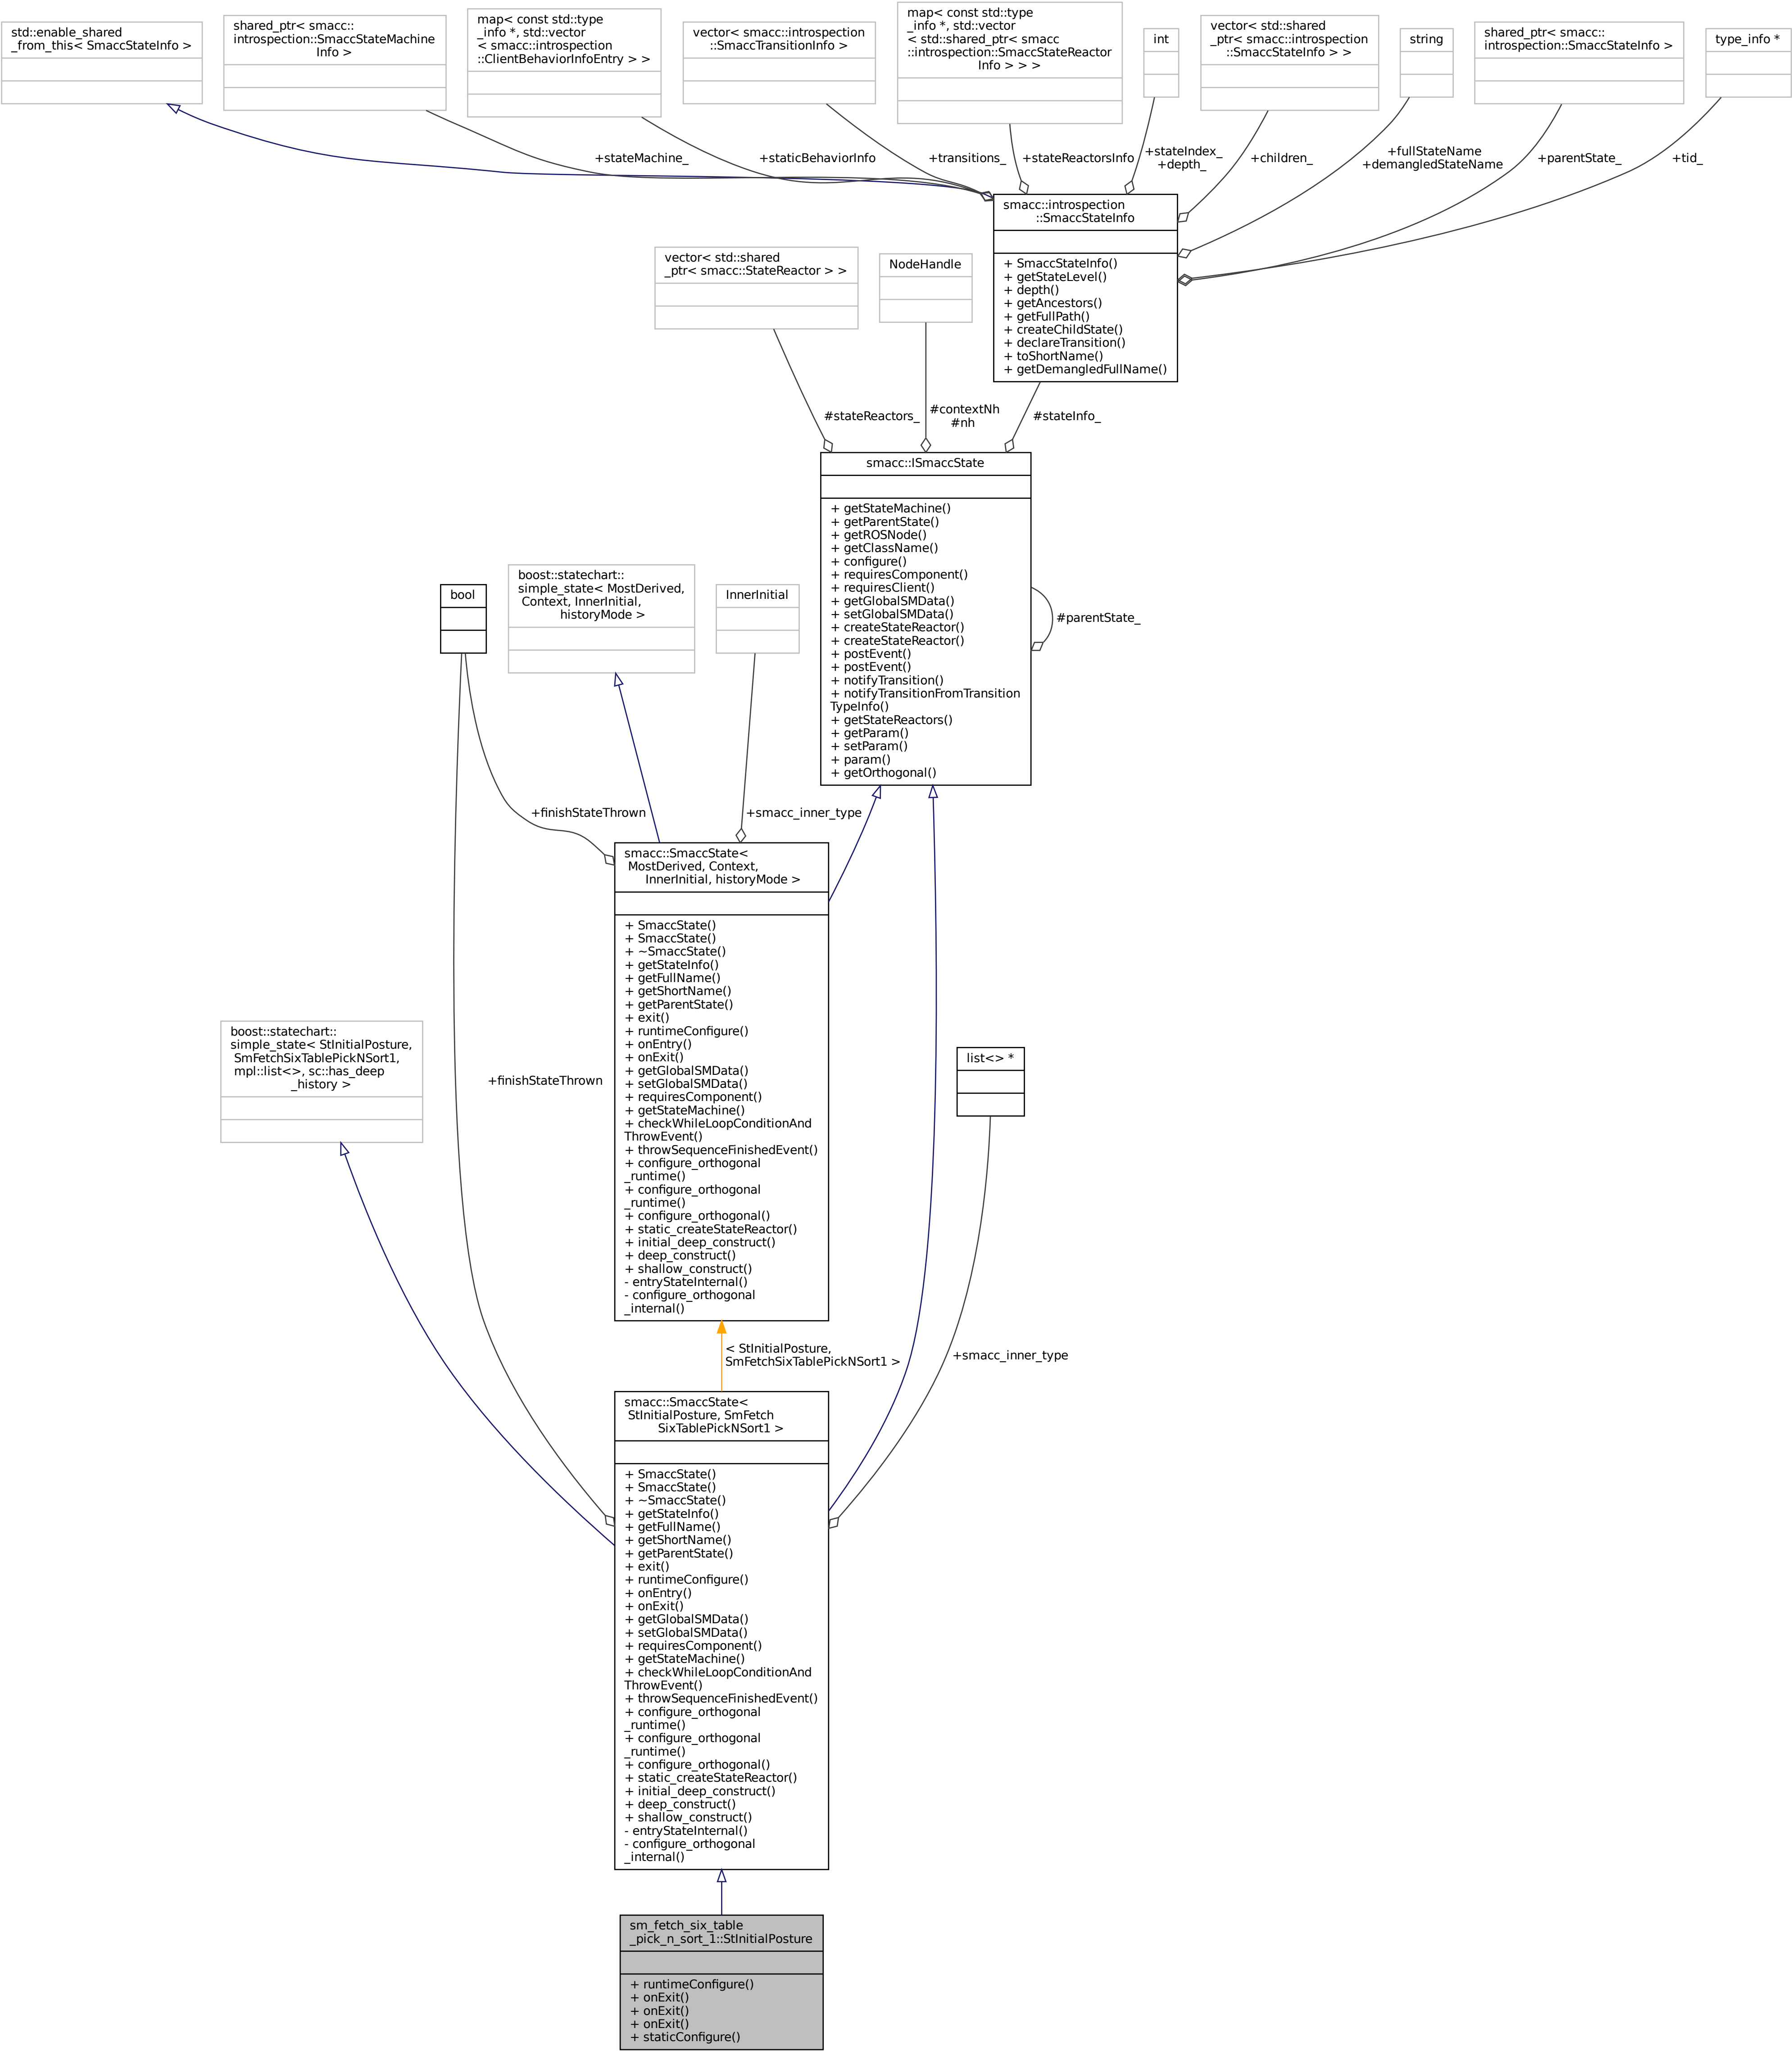 std::enable_shared
_from_this< SmaccStateInfo >
shared_ptr< smacc::
introspection::SmaccStateMachine
Info >
map< const std::type
_info *, std::vector
< smacc::introspection
::ClientBehaviorInfoEntry > >
vector< smacc::introspection
::SmaccTransitionInfo >
map< const std::type
_info *, std::vector
< std::shared_ptr< smacc
::introspection::SmaccStateReactor
Info > > >
int
vector< std::shared
_ptr< smacc::introspection
::SmaccStateInfo > >
string
shared_ptr< smacc::
introspection::SmaccStateInfo >
type_info *
+stateMachine_
+staticBehaviorInfo
+transitions_
+stateReactorsInfo
+stateIndex_
+depth_
+children_
+fullStateName
+demangledStateName
+parentState_
+tid_
smacc::introspection
::SmaccStateInfo
+ SmaccStateInfo()
+ getStateLevel()
+ depth()
+ getAncestors()
+ getFullPath()
+ createChildState()
+ declareTransition()
+ toShortName()
+ getDemangledFullName()
vector< std::shared
_ptr< smacc::StateReactor > >
NodeHandle
#stateReactors_
#contextNh
#nh
#stateInfo_
smacc::ISmaccState
+ getStateMachine()
+ getParentState()
+ getROSNode()
+ getClassName()
+ configure()
+ requiresComponent()
+ requiresClient()
+ getGlobalSMData()
+ setGlobalSMData()
+ createStateReactor()
+ createStateReactor()
+ postEvent()
+ postEvent()
+ notifyTransition()
+ notifyTransitionFromTransition
TypeInfo()
+ getStateReactors()
+ getParam()
+ setParam()
+ param()
+ getOrthogonal()
#parentState_
bool
boost::statechart::
simple_state< MostDerived,
Context, InnerInitial,
historyMode >
InnerInitial
+finishStateThrown
+smacc_inner_type
smacc::SmaccState<
MostDerived, Context,
InnerInitial, historyMode >
+ SmaccState()
+ SmaccState()
+ ~SmaccState()
+ getStateInfo()
+ getFullName()
+ getShortName()
+ getParentState()
+ exit()
+ runtimeConfigure()
+ onEntry()
+ onExit()
+ getGlobalSMData()
+ setGlobalSMData()
+ requiresComponent()
+ getStateMachine()
+ checkWhileLoopConditionAnd
ThrowEvent()
+ throwSequenceFinishedEvent()
+ configure_orthogonal
_runtime()
+ configure_orthogonal
_runtime()
+ configure_orthogonal()
+ static_createStateReactor()
+ initial_deep_construct()
+ deep_construct()
+ shallow_construct()
- entryStateInternal()
- configure_orthogonal
_internal()
boost::statechart::
simple_state< StInitialPosture,
SmFetchSixTablePickNSort1,
mpl::list<>, sc::has_deep
_history >
+finishStateThrown
list<> *
< StInitialPosture,
SmFetchSixTablePickNSort1 >
+smacc_inner_type
smacc::SmaccState<
StInitialPosture, SmFetch
SixTablePickNSort1 >
+ SmaccState()
+ SmaccState()
+ ~SmaccState()
+ getStateInfo()
+ getFullName()
+ getShortName()
+ getParentState()
+ exit()
+ runtimeConfigure()
+ onEntry()
+ onExit()
+ getGlobalSMData()
+ setGlobalSMData()
+ requiresComponent()
+ getStateMachine()
+ checkWhileLoopConditionAnd
ThrowEvent()
+ throwSequenceFinishedEvent()
+ configure_orthogonal
_runtime()
+ configure_orthogonal
_runtime()
+ configure_orthogonal()
+ static_createStateReactor()
+ initial_deep_construct()
+ deep_construct()
+ shallow_construct()
- entryStateInternal()
- configure_orthogonal
_internal()
sm_fetch_six_table
_pick_n_sort_1::StInitialPosture
+ runtimeConfigure()
+ onExit()
+ onExit()
+ onExit()
+ staticConfigure()